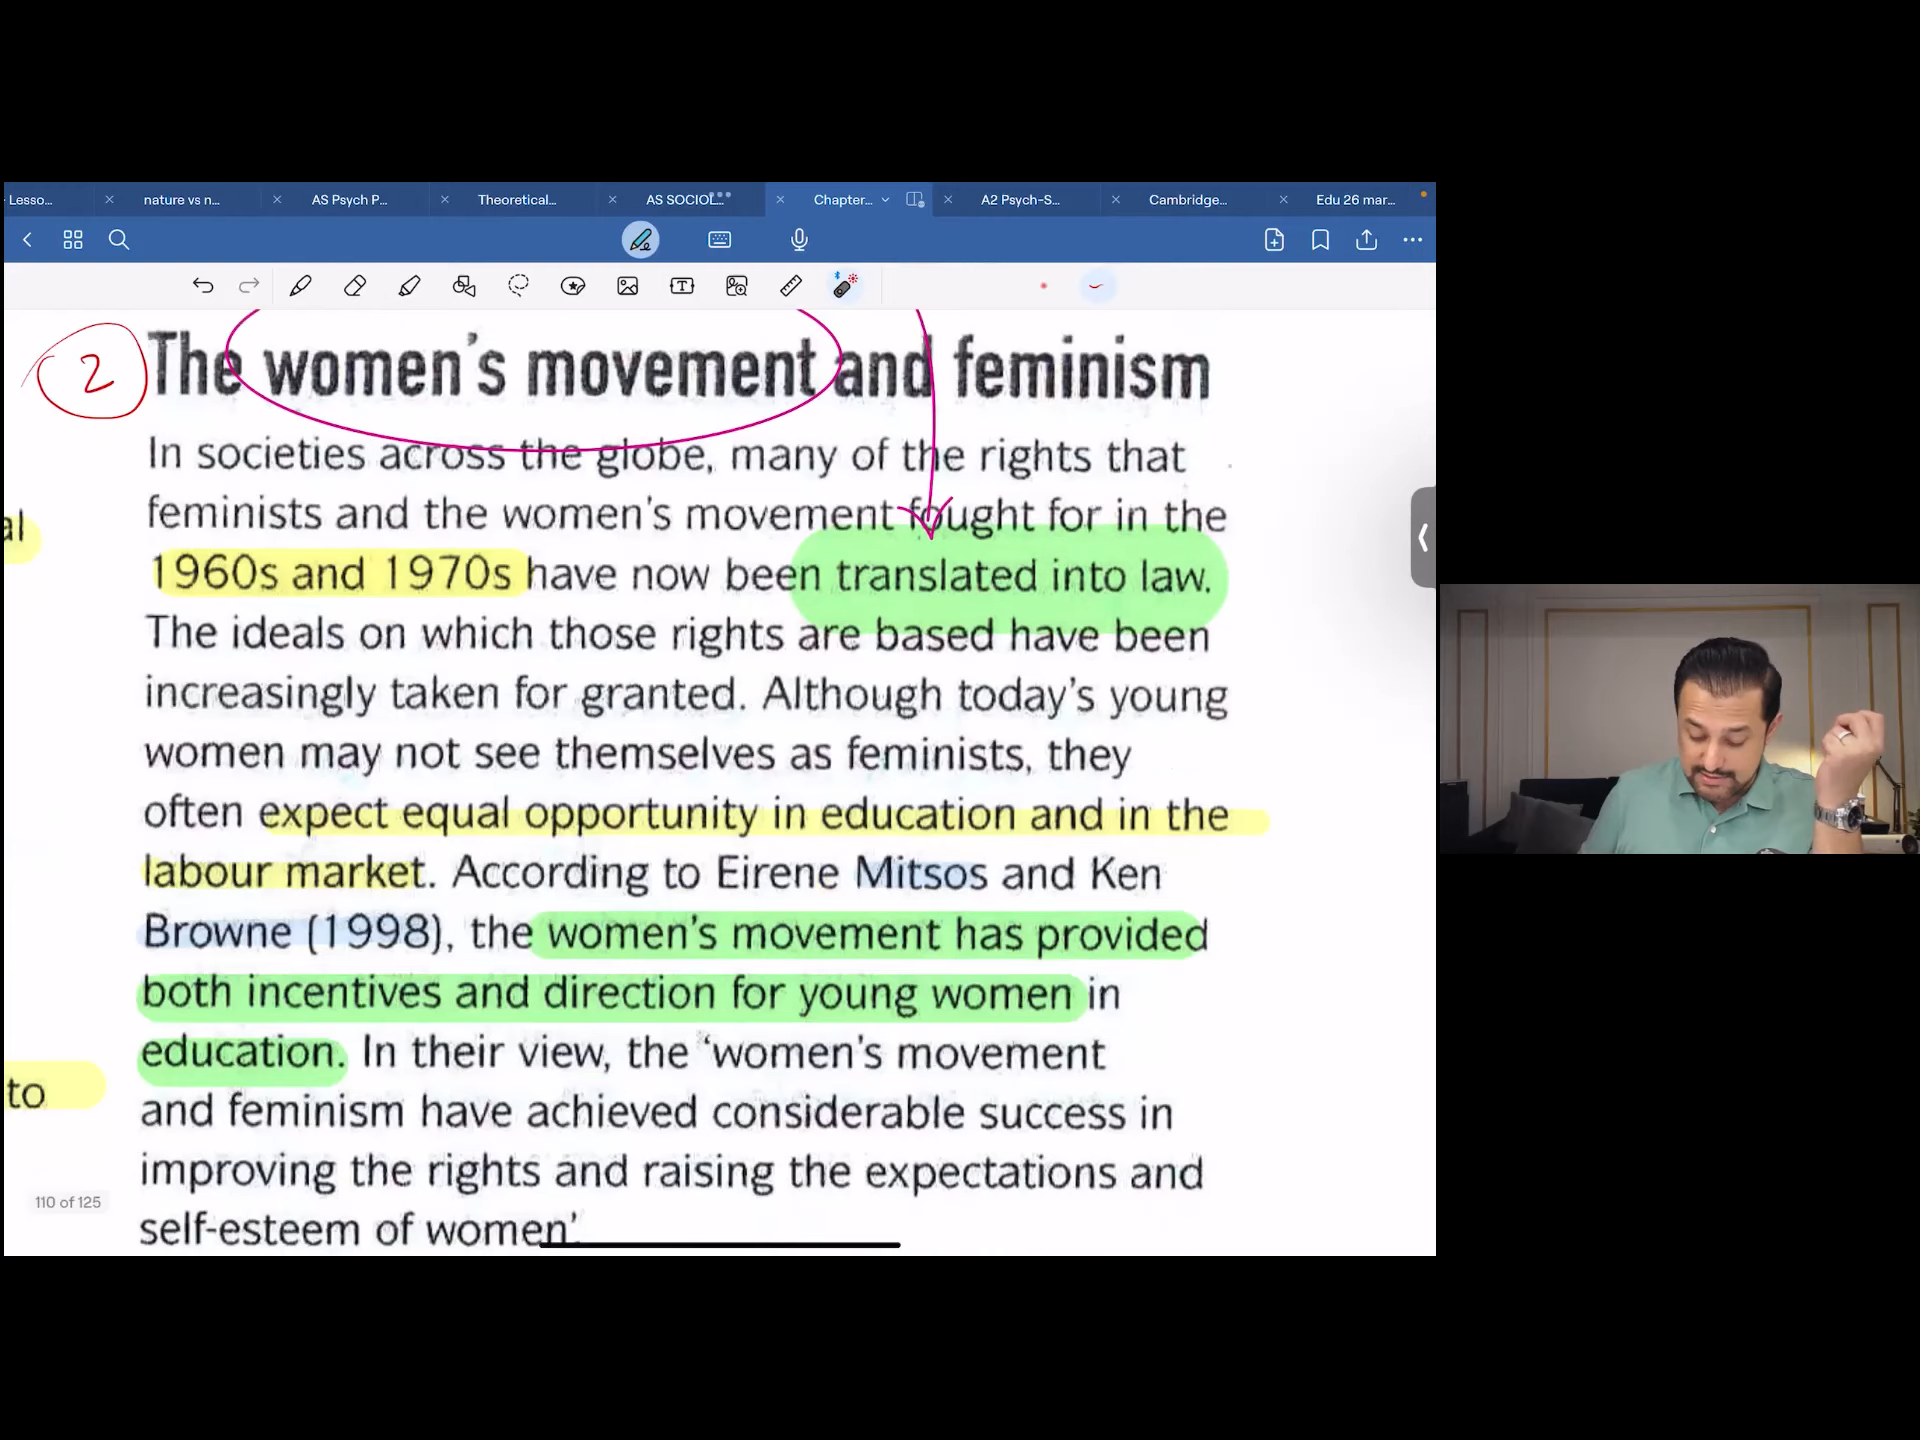 Lesso...
nature vs n...
AS Psych P...
Theoretical...
AS SOCIOL...
Chapter...
A2 Psych-S...
Cambridge...
Edu 26 mar...
2
The women's movement and feminism
In societies across the globe, many of the rights that
feminists and the women's movement fought for in the
al
1960s and 1970s have now been translated into law.
The ideals on which those rights are based have been
increasingly taken for granted. Although today's young
women may not see themselves as feminists, they
often expect equal opportunity in education and in the
labour market. According to Eirene Mitsos and Ken
Browne (1998), the women's movement has provided
both incentives and direction for young women in
education. In their view, the 'women's movement
to
and feminism have achieved considerable success in
improving the rights and raising the expectations and
110 of 125
self-esteem of women'